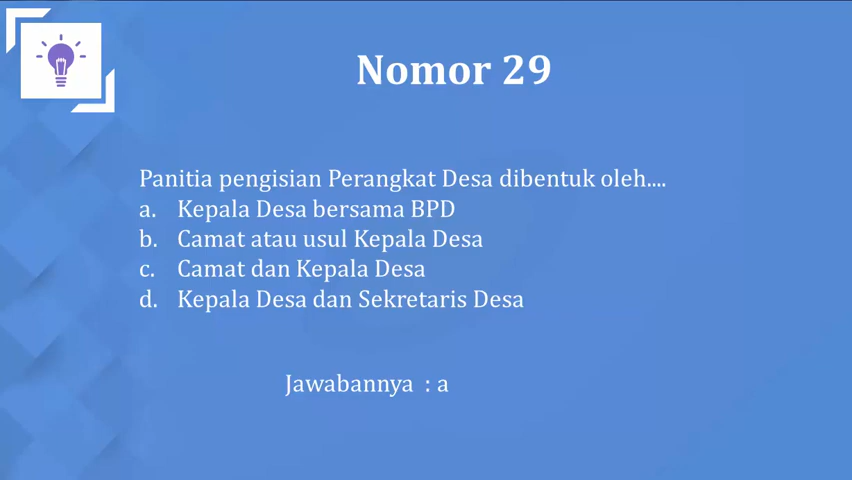 Nomor 29
Panitia pengisian Perangkat Desa dibentuk oleh....
a. Kepala Desa bersama BPD
b. Camat atau usul Kepala Desa
c. Camat dan Kepala Desa
d. Kepala Desa dan Sekretaris Desa
Jawabannya : a